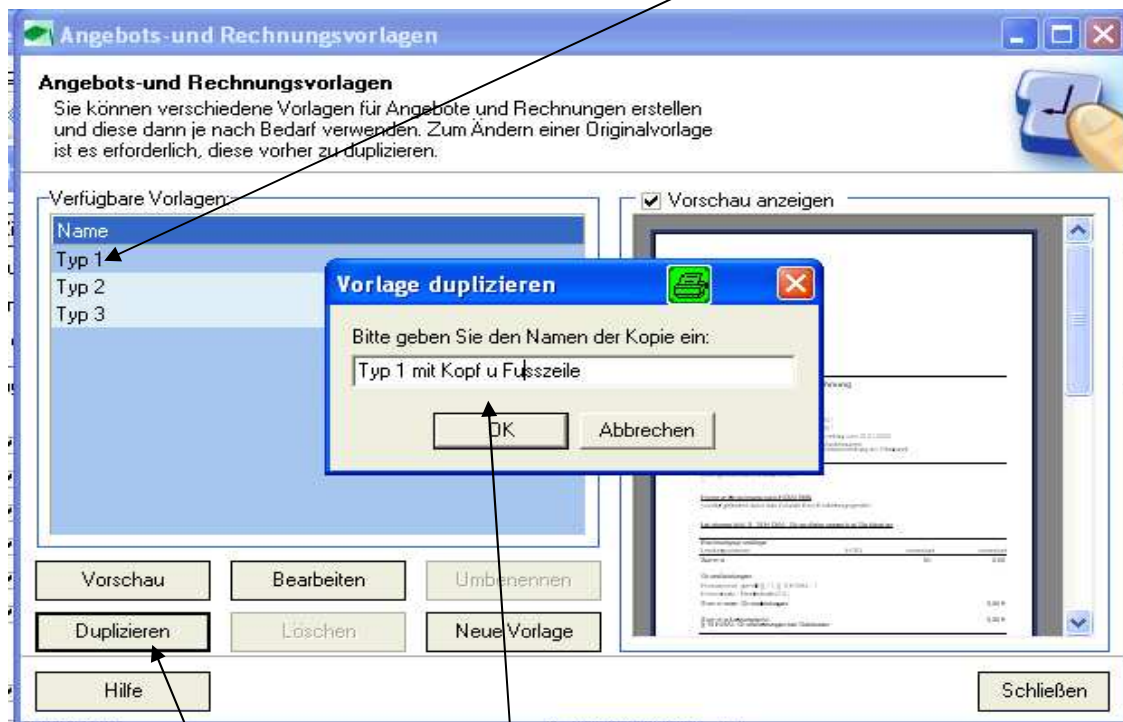 Angebots-und Rechnungsvorlagen
Angebots-und Rechnungsvorlagen
Sie können verschiedene Vorlagen für Angebote und Rechnungen erstellen
und diese dann je nach Bedarf verwenden. Zum Ändern einer Originalvorlage
ist es erforderlich, diese vorher zu duplizieren.
Verfügbare Vorlagen:
Vorschau anzeigen
Name
Typ 1
Typ 2
Typ 3
Vorlage duplizieren
Bitte geben Sie den Namen der Kopie ein:
Typ 1 mit Kopf u Fusszeile
OK
Abbrechen
Vorschau
Bearbeiten
Umbenennen
Duplizieren
Löschen
Neue Vorlage
Hilfe
Schließen